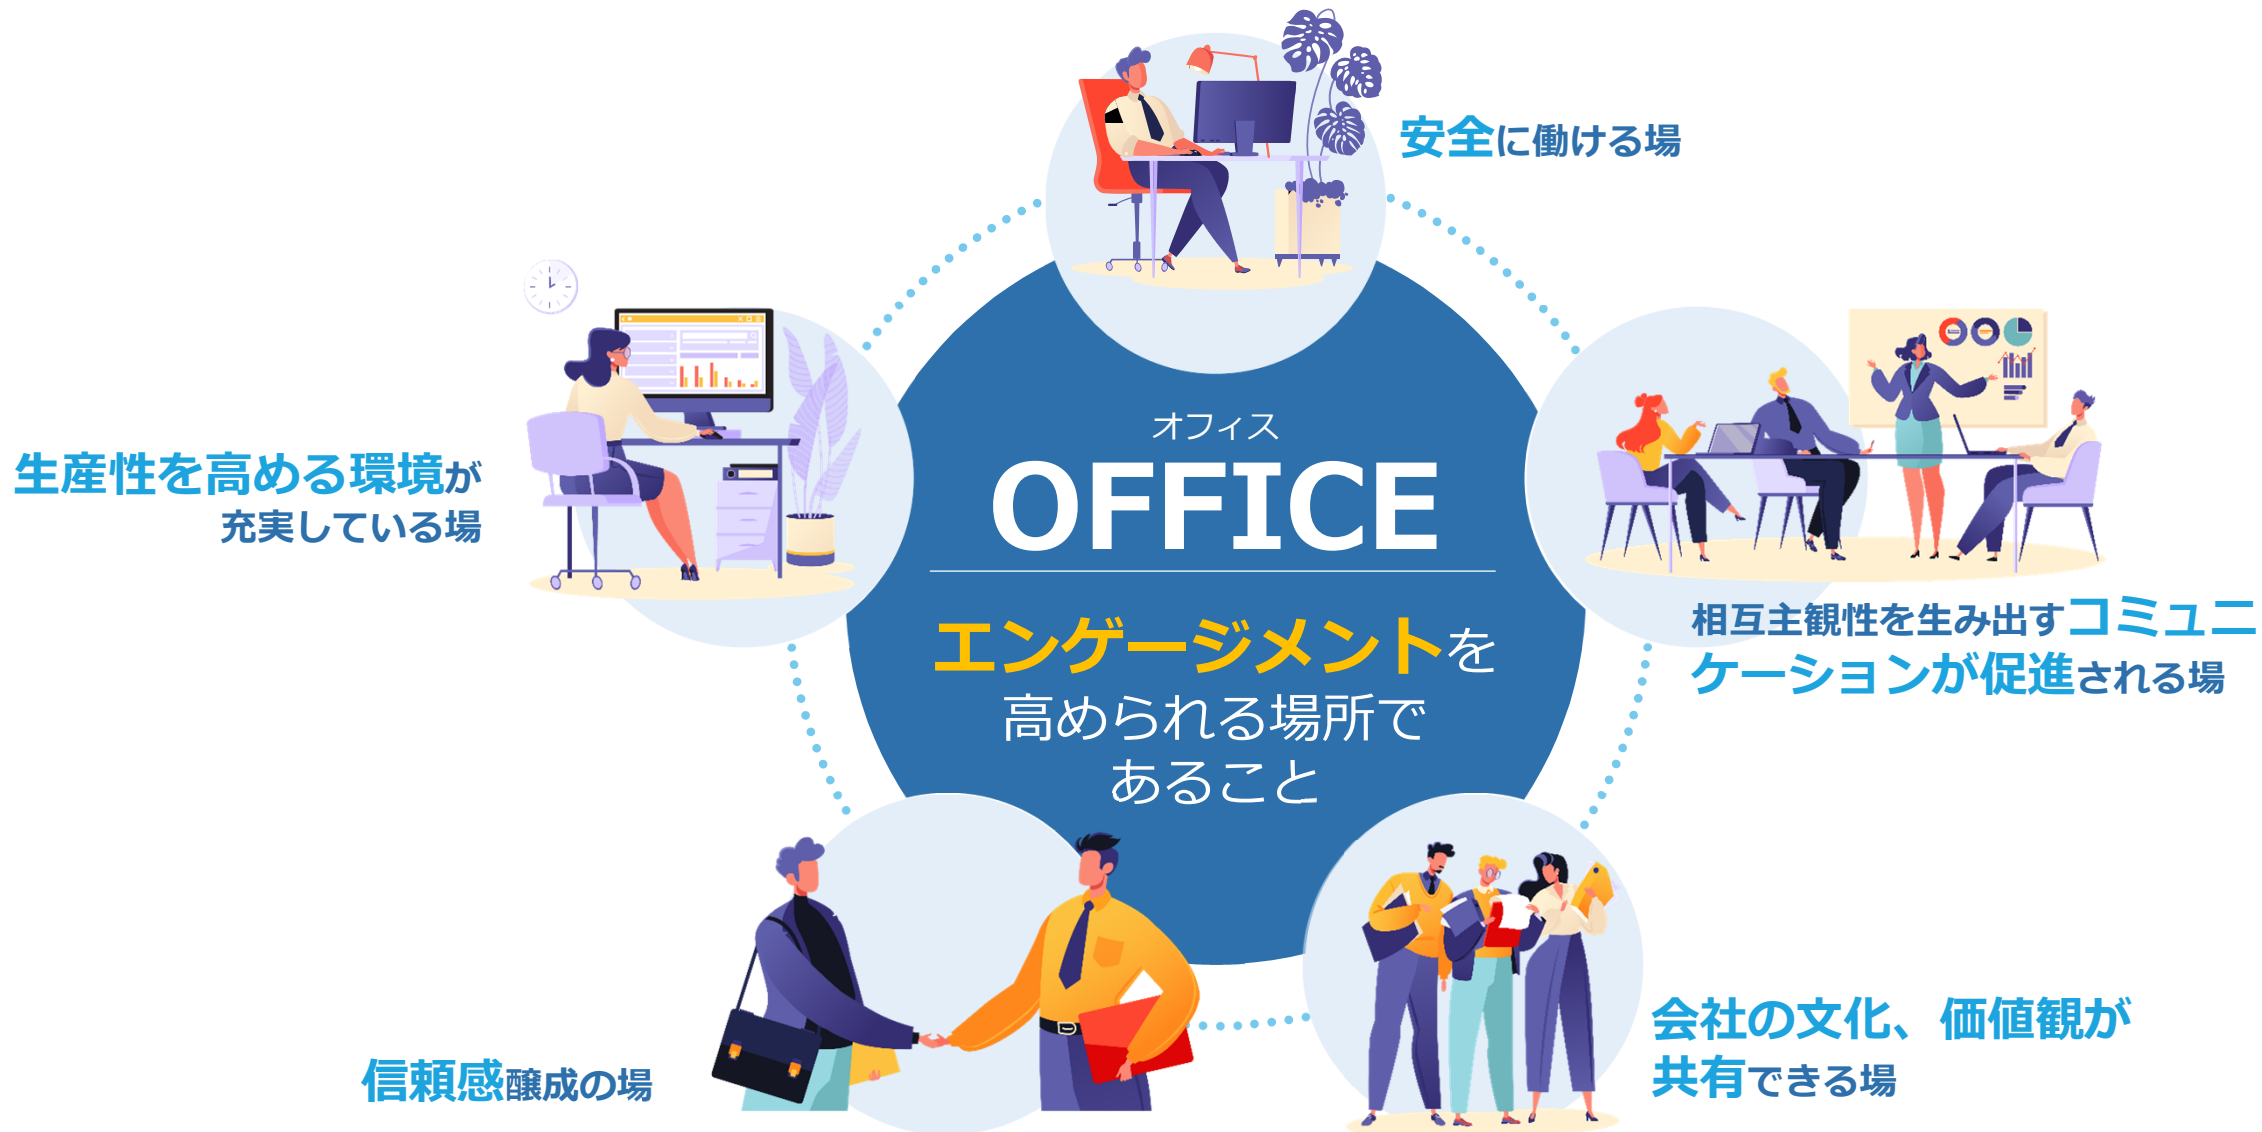 安全に働ける場
生産性を高める環境が
充実している場
オフィス
OFFICE
エンゲージメントを
高められる場所で
あること
相互主観性を生み出すコミュニ
ケーションが促進される場
信頼感醸成の場
会社の文化、価値観が
共有できる場